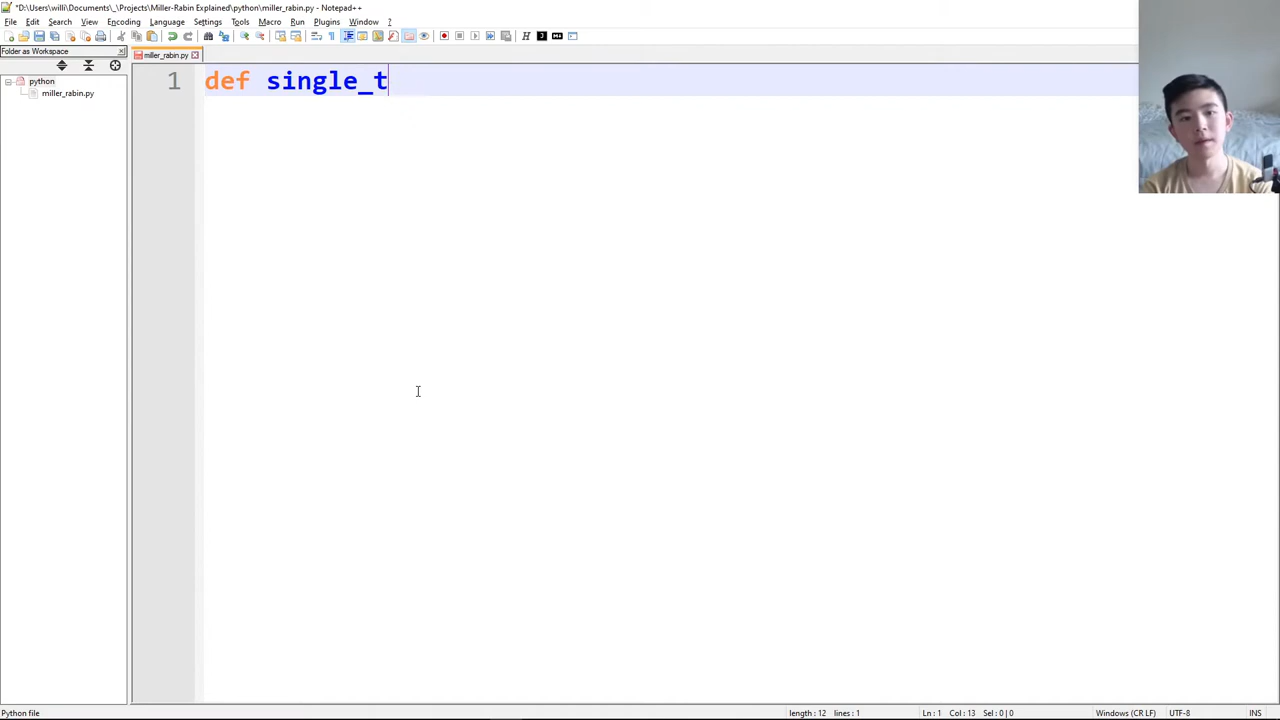 *D:\Users\willi\Documents\_\Projects\Miller-Rabin Explained\python\miller_rabin.py - Notepad++
File Edit Search View Encoding Language Settings Tools Macro Run Plugins Window ?
Folder as Workspace
miller_rabin.py
python
miller_rabin.py
1 def single_t
Python file
length : 12 lines : 1
Ln : 1 Col : 13 Sel : 0 | 0
Windows (CR LF)
UTF-8
INS